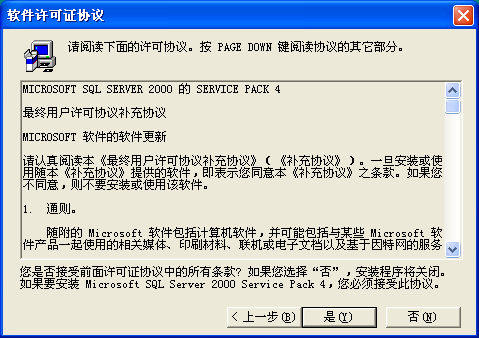 软件许可证协议
请阅读下面的许可协议。按 PAGE DOWN 键阅读协议的其它部分。
MICROSOFT SQL SERVER 2000 的 SERVICE PACK 4
最终用户许可协议补充协议
MICROSOFT 软件的软件更新
请认真阅读本《最终用户许可协议补充协议》(《补充协议》)。一旦安装或使
用随本《补充协议》提供的软件,即表示您同意本《补充协议》之条款。如果您
不同意,则不要安装或使用该软件。
1. 通则。
随附的 Microsoft 软件包括计算机软件,并可能包括与某些 Microsoft 软
件产品一起使用的相关媒体、印刷材料、联机或电子文档以及基于因特网的服务
您是否接受前面许可证协议中的所有条款?如果您选择“否”,安装程序将关闭。
如果要安装 Microsoft SQL Server 2000 Service Pack 4,您必须接受此协议。
< 上一步(B)
是(Y)
否(N)